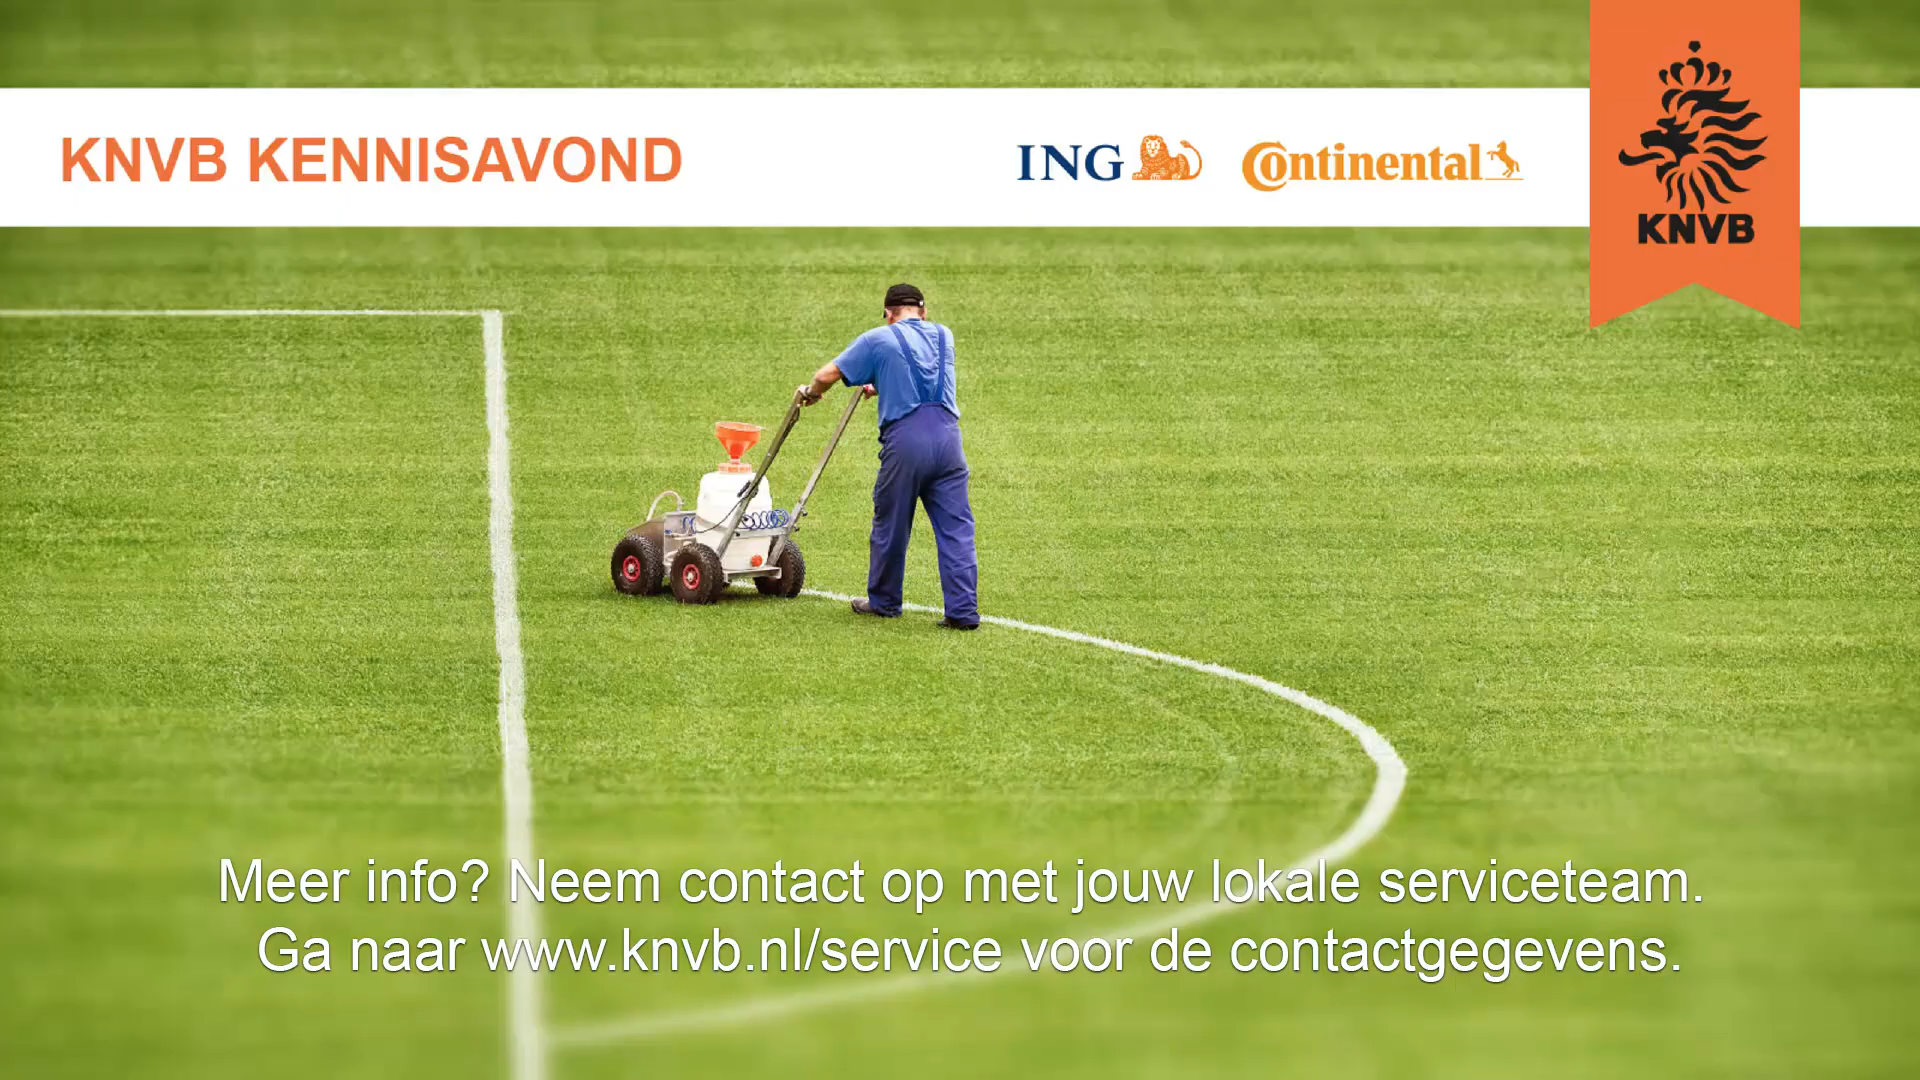 KNVB KENNISAVOND
ING
Continental
KNVB
Meer info? Neem contact op met jouw lokale serviceteam.
Ga naar www.knvb.nl/service voor de contactgegevens.